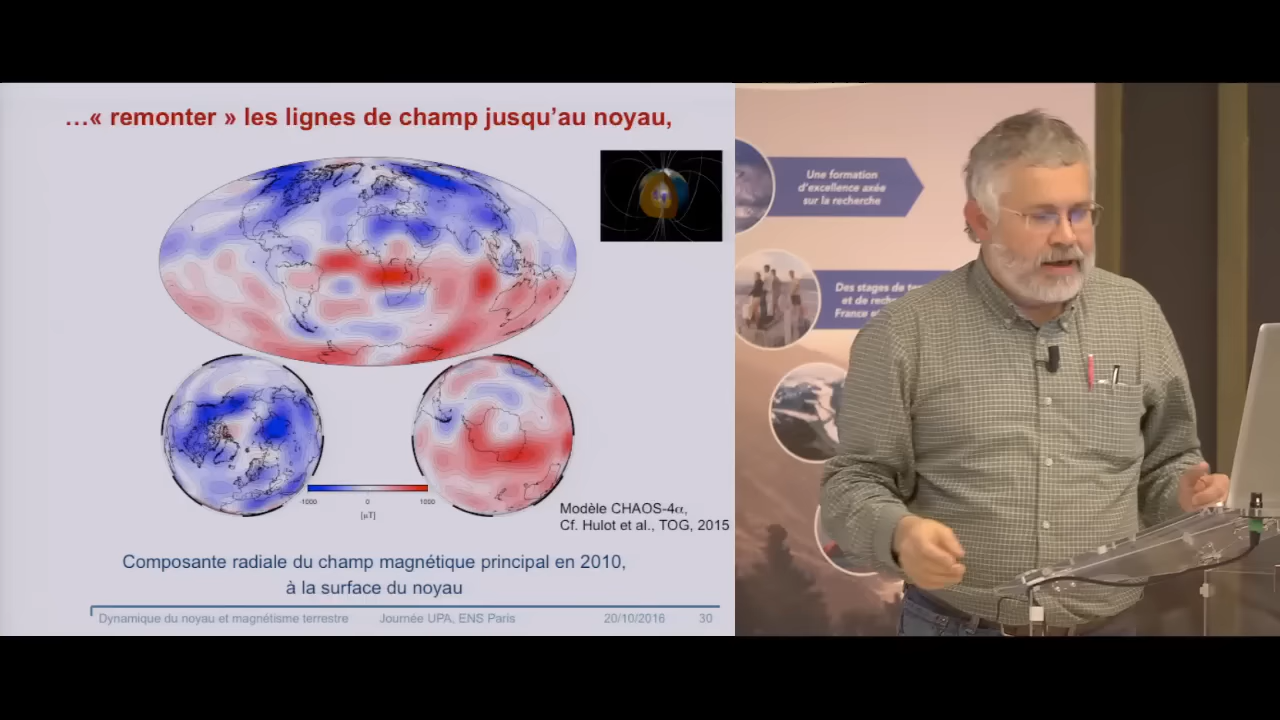 …« remonter » les lignes de champ jusqu'au noyau,
-1000 0 1000
[µT]
Modèle CHAOS-4α,
Cf. Hulot et al., TOG, 2015
Composante radiale du champ magnétique principal en 2010,
à la surface du noyau
Dynamique du noyau et magnétisme terrestre Journée UPA, ENS Paris 20/10/2016 30
Une formation
d'excellence axée
sur la recherche
Des stages de
et de
France